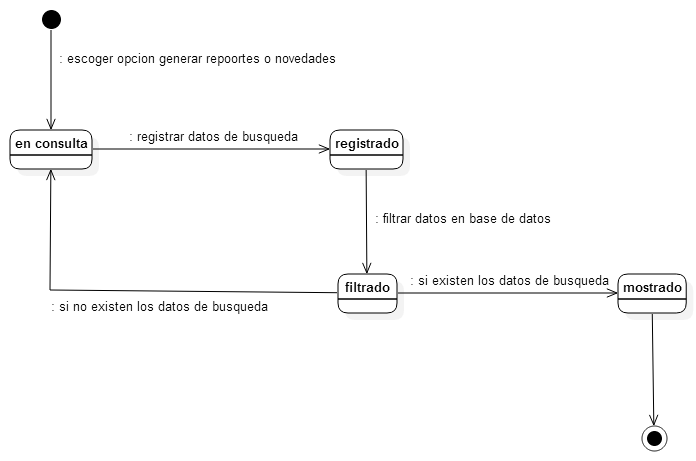 : escoger opcion generar repoortes o novedades
en consulta
: registrar datos de busqueda
registrado
: filtrar datos en base de datos
filtrado
: si existen los datos de busqueda
mostrado
: si no existen los datos de busqueda